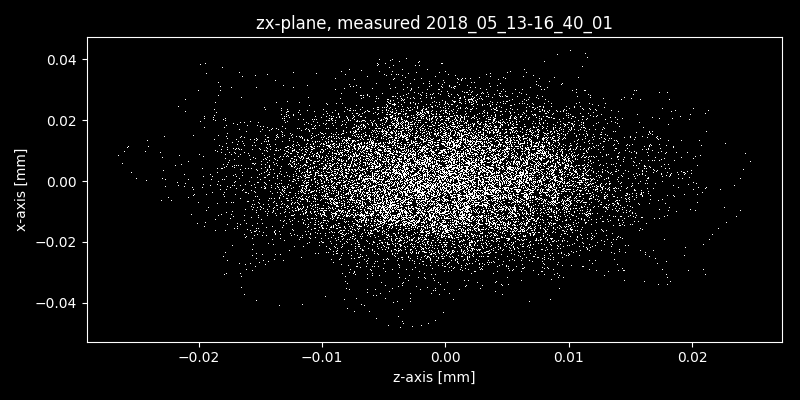 zx-plane, measured 2018_05_13-16_40_01
0.04
0.02
0.00
−0.02
−0.04
x-axis [mm]
−0.02 −0.01 0.00 0.01 0.02
z-axis [mm]